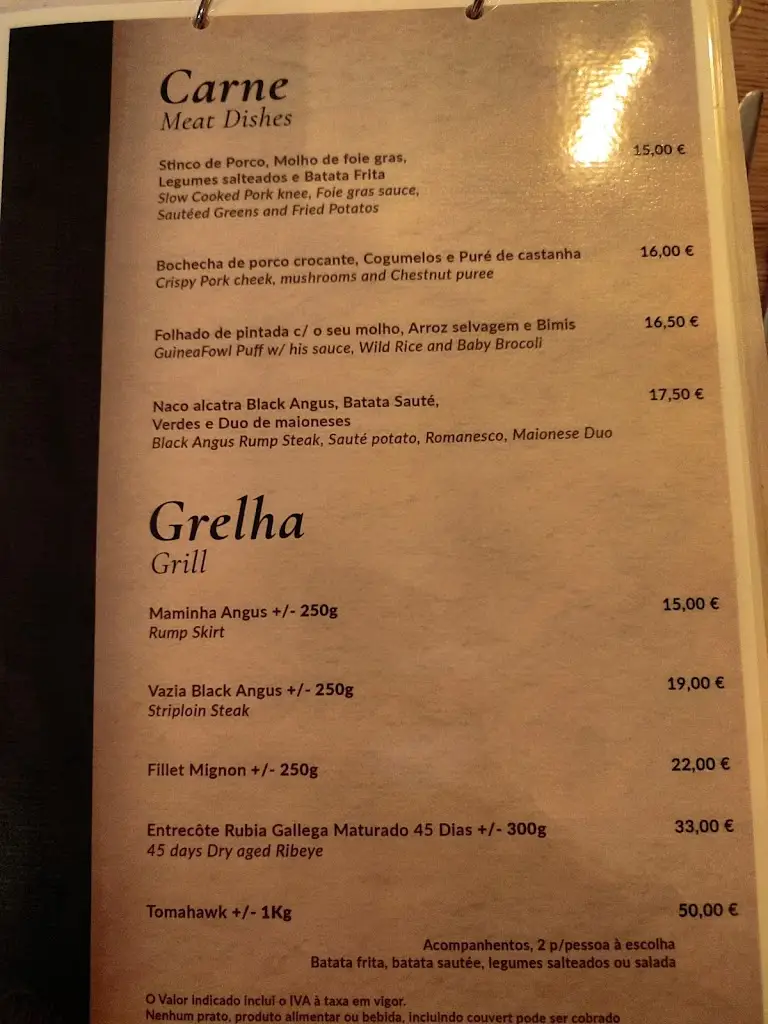 Carne
Meat Dishes
Stinco de Porco, Molho de foie gras, 15,00 €
Legumes salteados e Batata Frita
Slow Cooked Pork knee, Foie gras sauce,
Sautéed Greens and Fried Potatos
Bochecha de porco crocante, Cogumelos e Puré de castanha 16,00 €
Crispy Pork cheek, mushrooms and Chestnut puree
Folhado de pintada c/ o seu molho, Arroz selvagem e Bimis 16,50 €
GuineaFowl Puff w/ his sauce, Wild Rice and Baby Brocoli
Naco alcatra Black Angus, Batata Sauté, 17,50 €
Verdes e Duo de maioneses
Black Angus Rump Steak, Sauté potato, Romanesco, Maionese Duo
Grelha
Grill
Maminha Angus +/- 250g 15,00 €
Rump Skirt
Vazia Black Angus +/- 250g 19,00 €
Striploin Steak
Fillet Mignon +/- 250g 22,00 €
Entrecôte Rubia Gallega Maturado 45 Dias +/- 300g 33,00 €
45 days Dry aged Ribeye
Tomahawk +/- 1Kg 50,00 €
Acompanhentos, 2 p/pessoa à escolha
Batata frita, batata sautée, legumes salteados ou salada
O Valor indicado inclui o IVA à taxa em vigor.
Nenhum prato, produto alimentar ou bebida, incluindo couvert pode ser cobrado